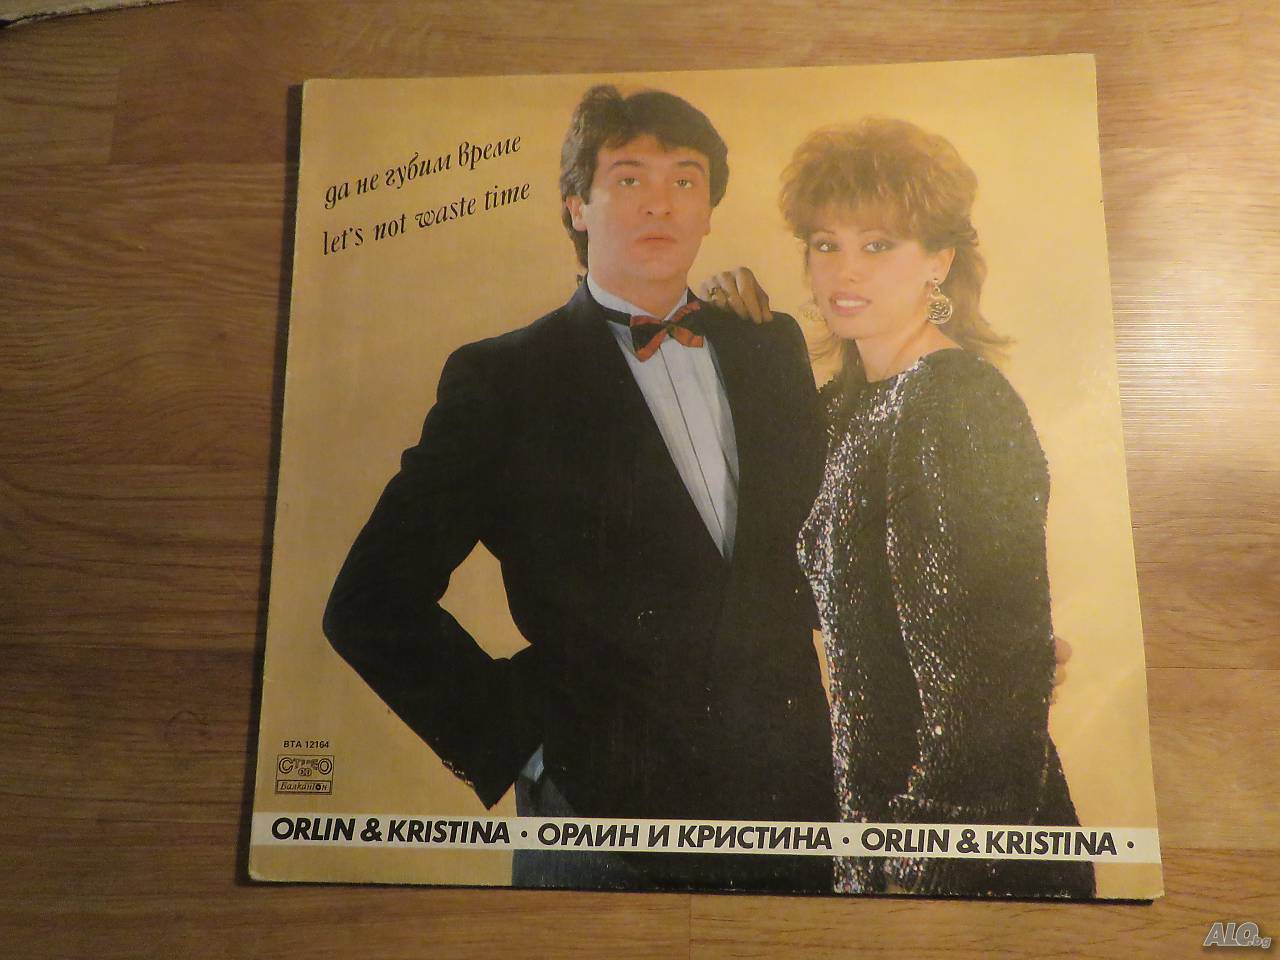 да не губим време
let's not waste time
ВТА 12164
СТЕРЕО
Балкантон
ORLIN & KRISTINA · ОРЛИН И КРИСТИНА · ORLIN & KRISTINA ·
ALO.bg